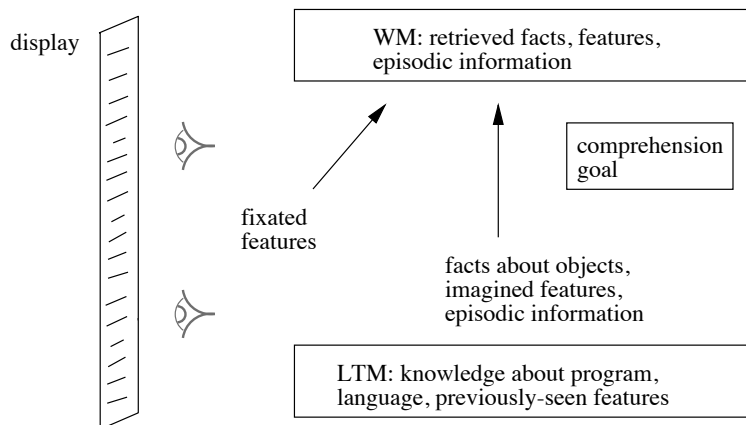 display
WM: retrieved facts, features,
episodic information
comprehension
goal
fixated
features
facts about objects,
imagined features,
episodic information
LTM: knowledge about program,
language, previously-seen features